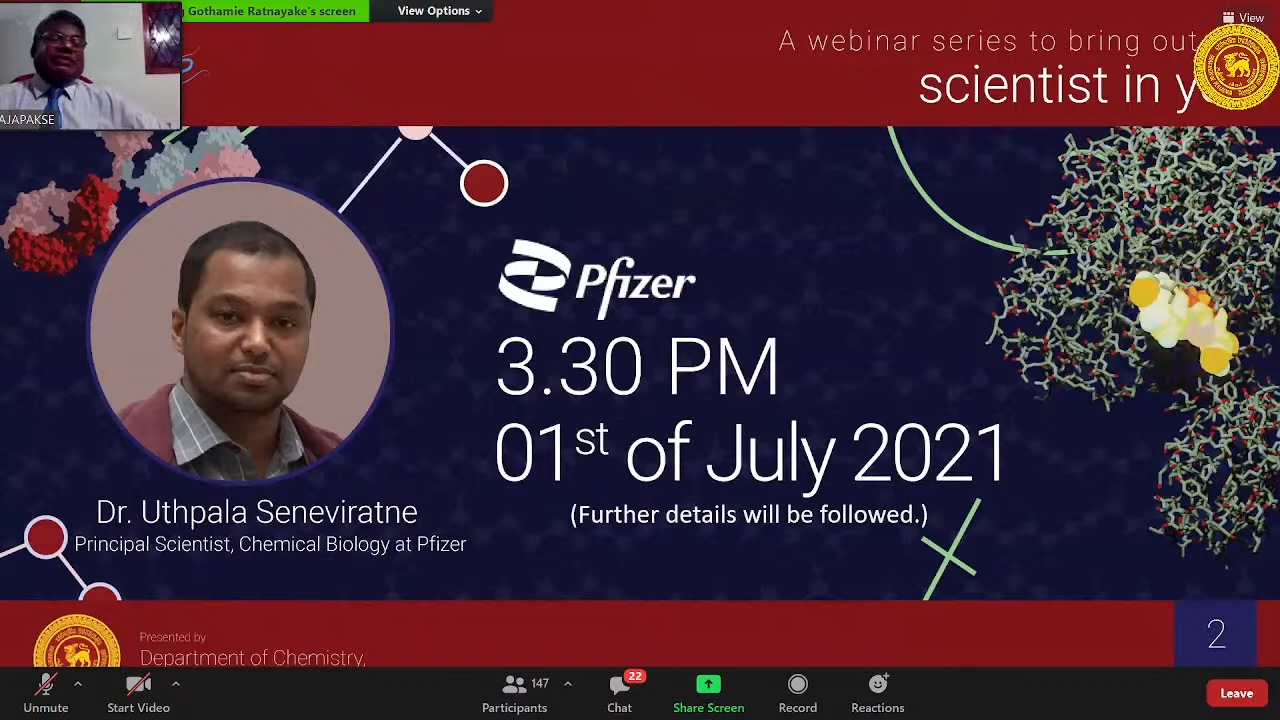 Gothamie Ratnayake's screen
View Options
View
A webinar series to bring out
scientist in
AJAPAKSE
Pfizer
3.30 PM
01st of July 2021
(Further details will be followed.)
Dr. Uthpala Seneviratne
Principal Scientist, Chemical Biology at Pfizer
2
Presented by
Department of Chemistry,
Unmute
Start Video
147
Participants
22
Chat
Share Screen
Record
Reactions
Leave